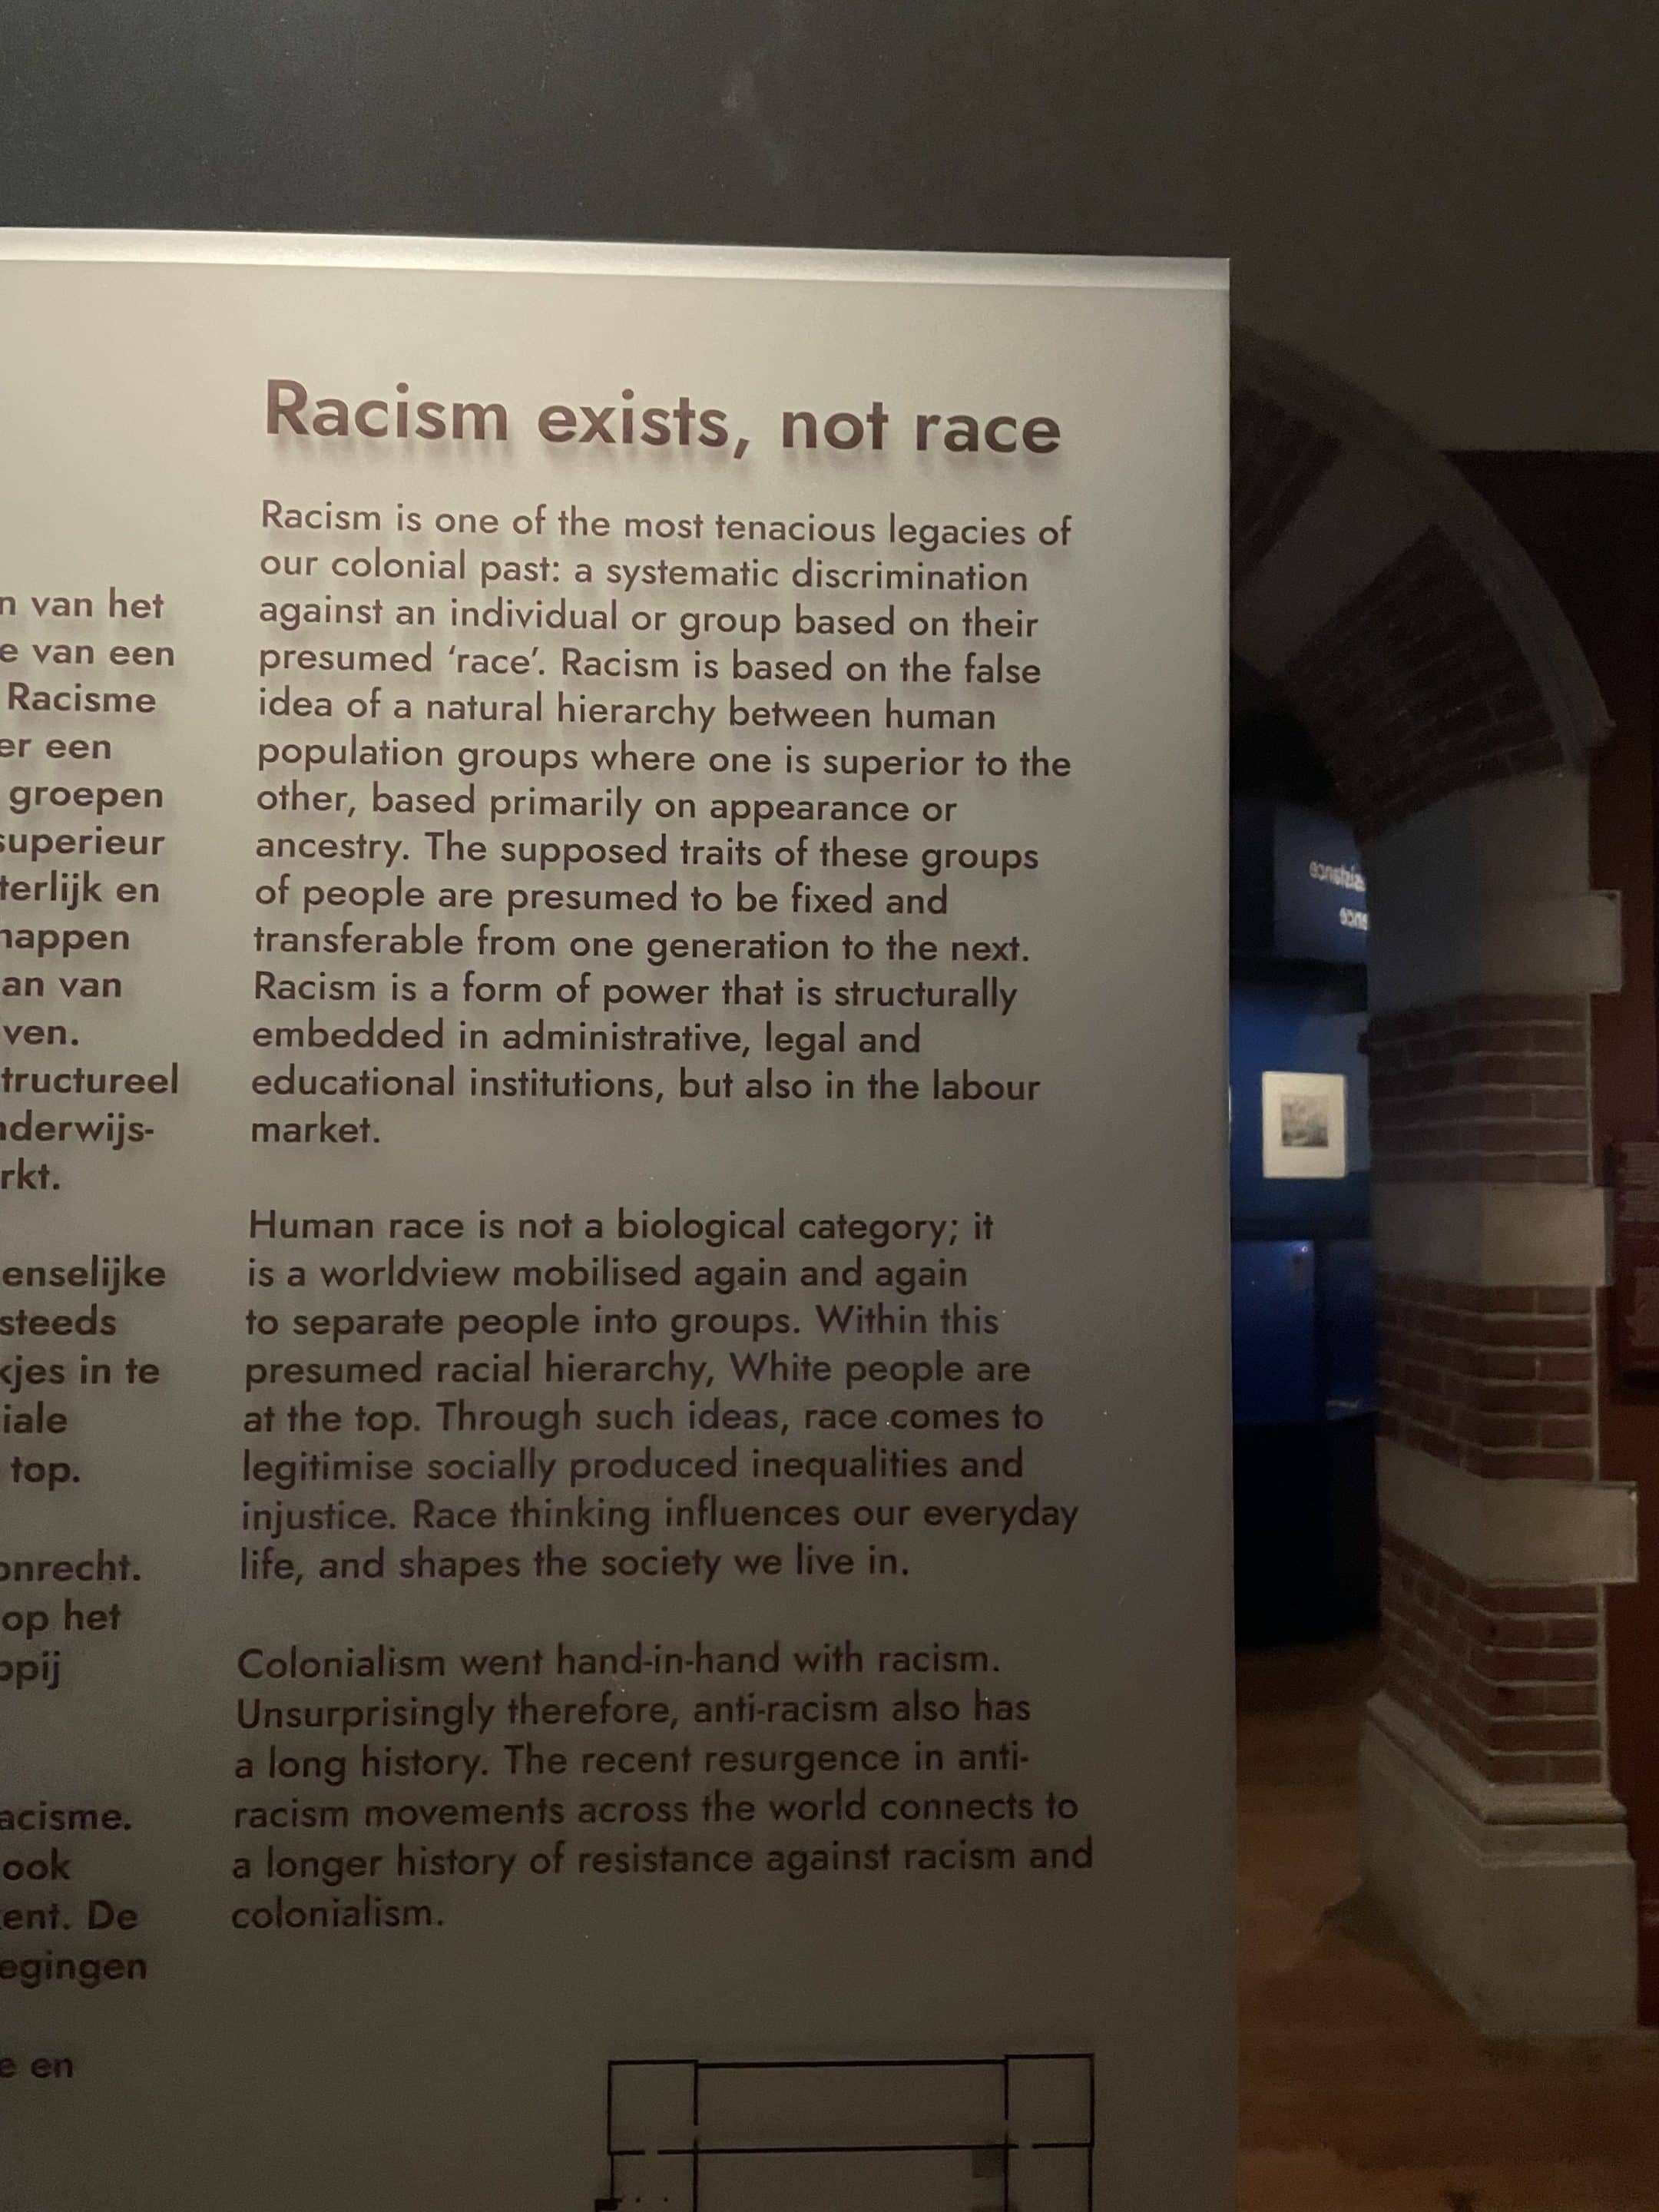 n van het
e van een
Racisme
er een
groepen
superieur
terlijk en
happen
an van
ven.
tructureel
nderwijs-
rkt.
enselijke
steeds
kjes in te
iale
top.
onrecht.
op het
ppij
acisme.
ook
ent. De
egingen
e en
Racism exists, not race
Racism is one of the most tenacious legacies of
our colonial past: a systematic discrimination
against an individual or group based on their
presumed ‘race’. Racism is based on the false
idea of a natural hierarchy between human
population groups where one is superior to the
other, based primarily on appearance or
ancestry. The supposed traits of these groups
of people are presumed to be fixed and
transferable from one generation to the next.
Racism is a form of power that is structurally
embedded in administrative, legal and
educational institutions, but also in the labour
market.
Human race is not a biological category; it
is a worldview mobilised again and again
to separate people into groups. Within this
presumed racial hierarchy, White people are
at the top. Through such ideas, race comes to
legitimise socially produced inequalities and
injustice. Race thinking influences our everyday
life, and shapes the society we live in.
Colonialism went hand-in-hand with racism.
Unsurprisingly therefore, anti-racism also has
a long history. The recent resurgence in anti-
racism movements across the world connects to
a longer history of resistance against racism and
colonialism.